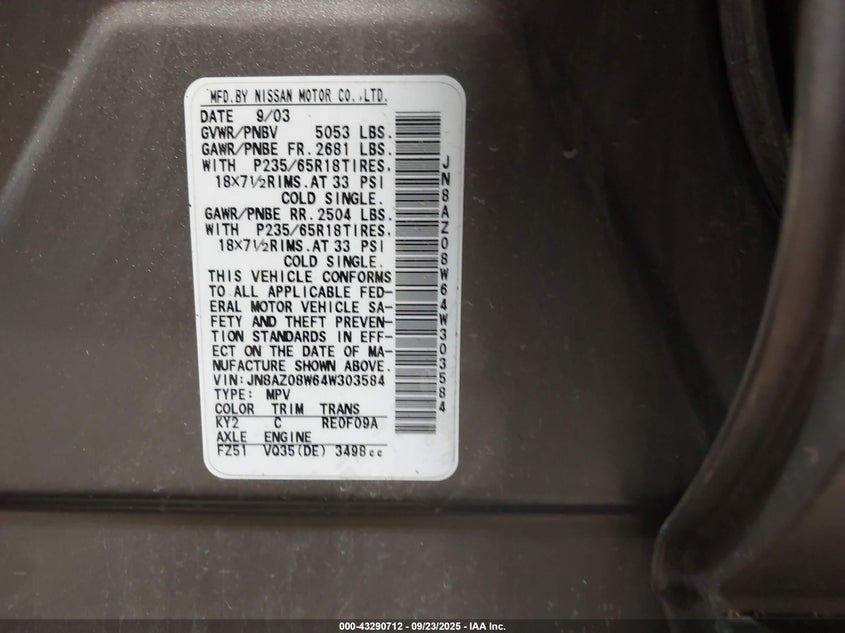 MFD.BY NISSAN MOTOR CO.,LTD.
DATE 9/03
GVWR/PNBV 5053 LBS.
GAWR/PNBE FR.2681 LBS.
WITH P235/65R18TIRES.
18X7½RIMS.AT 33 PSI
COLD SINGLE.
GAWR/PNBE RR.2504 LBS.
WITH P235/65R18TIRES.
18X7½RIMS.AT 33 PSI
COLD SINGLE.
THIS VEHICLE CONFORMS
TO ALL APPLICABLE FED-
ERAL MOTOR VEHICLE SA-
FETY AND THEFT PREVEN-
TION STANDARDS IN EFF-
ECT ON THE DATE OF MA-
NUFACTURE SHOWN ABOVE.
VIN:JN8AZ08W64W303584
TYPE: MPV
COLOR TRIM TRANS
KY2 C RE0F09A
AXLE ENGINE
FZ51 VQ35(DE) 3498cc
JN8AZ08W64W303584
000-43290712 - 09/23/2025 - IAA Inc.